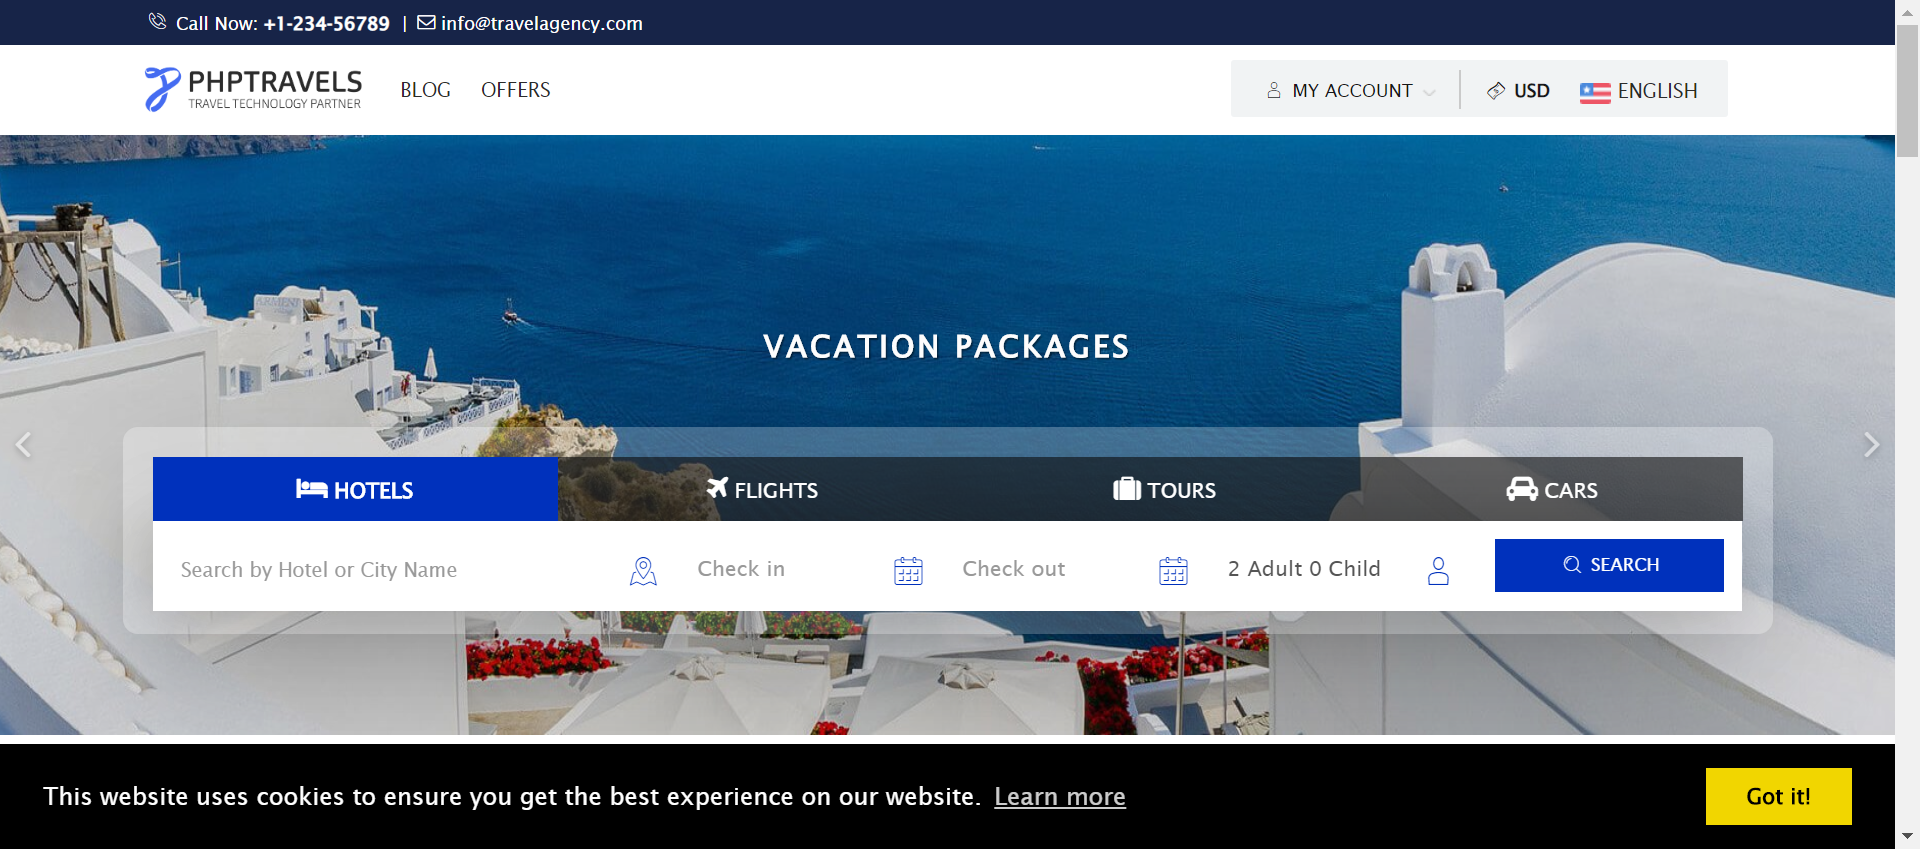 Call Now: +1-234-56789 | info@travelagency.com
PHPTRAVELS
TRAVEL TECHNOLOGY PARTNER
BLOG OFFERS
MY ACCOUNT USD ENGLISH
VACATION PACKAGES
HOTELS FLIGHTS TOURS CARS
Search by Hotel or City Name Check in Check out 2 Adult 0 Child SEARCH
This website uses cookies to ensure you get the best experience on our website. Learn more Got it!